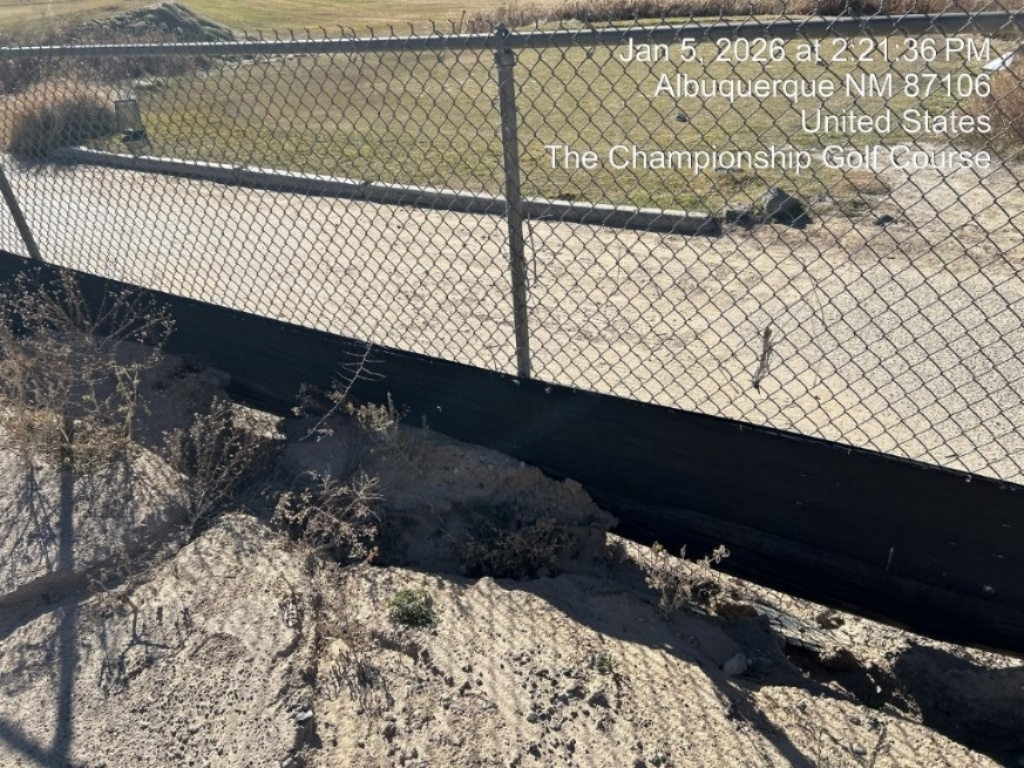 Jan 5, 2026 at 2:21:36 PM
Albuquerque NM 87106
United States
The Championship Golf Course